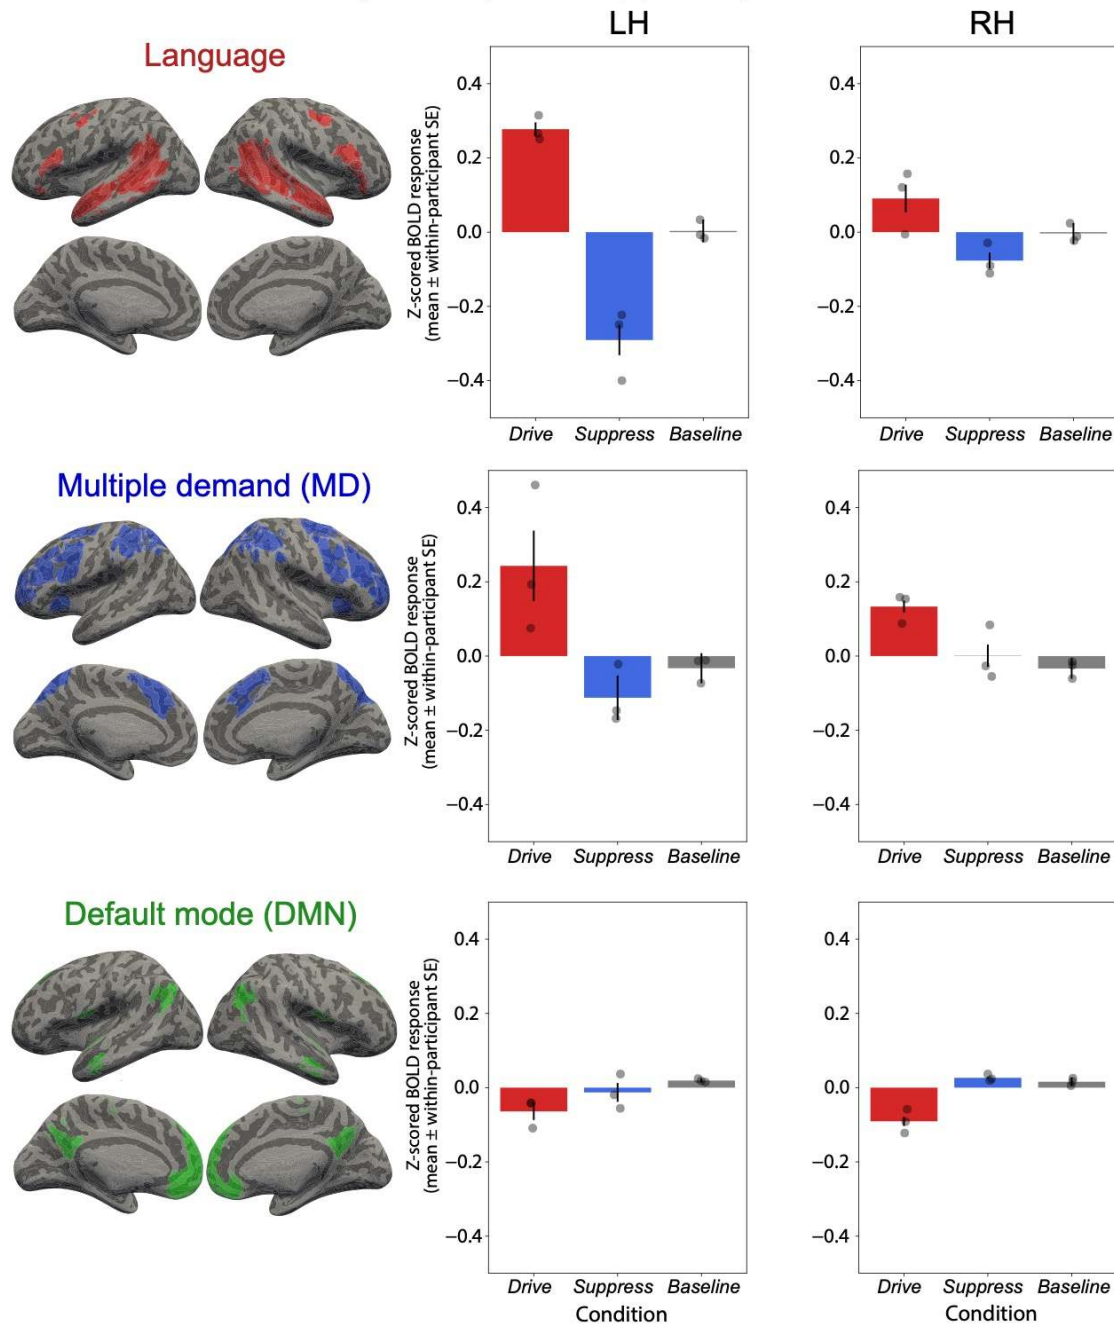 LH
RH
Language
Z-scored BOLD response
(mean ± within-participant SE)
0.4
0.2
0.0
−0.2
−0.4
Drive Suppress Baseline
0.4
0.2
0.0
−0.2
−0.4
Drive Suppress Baseline
Multiple demand (MD)
Z-scored BOLD response
(mean ± within-participant SE)
0.4
0.2
0.0
−0.2
−0.4
Drive Suppress Baseline
0.4
0.2
0.0
−0.2
−0.4
Drive Suppress Baseline
Default mode (DMN)
Z-scored BOLD response
(mean ± within-participant SE)
0.4
0.2
0.0
−0.2
−0.4
Drive Suppress Baseline
Condition
0.4
0.2
0.0
−0.2
−0.4
Drive Suppress Baseline
Condition